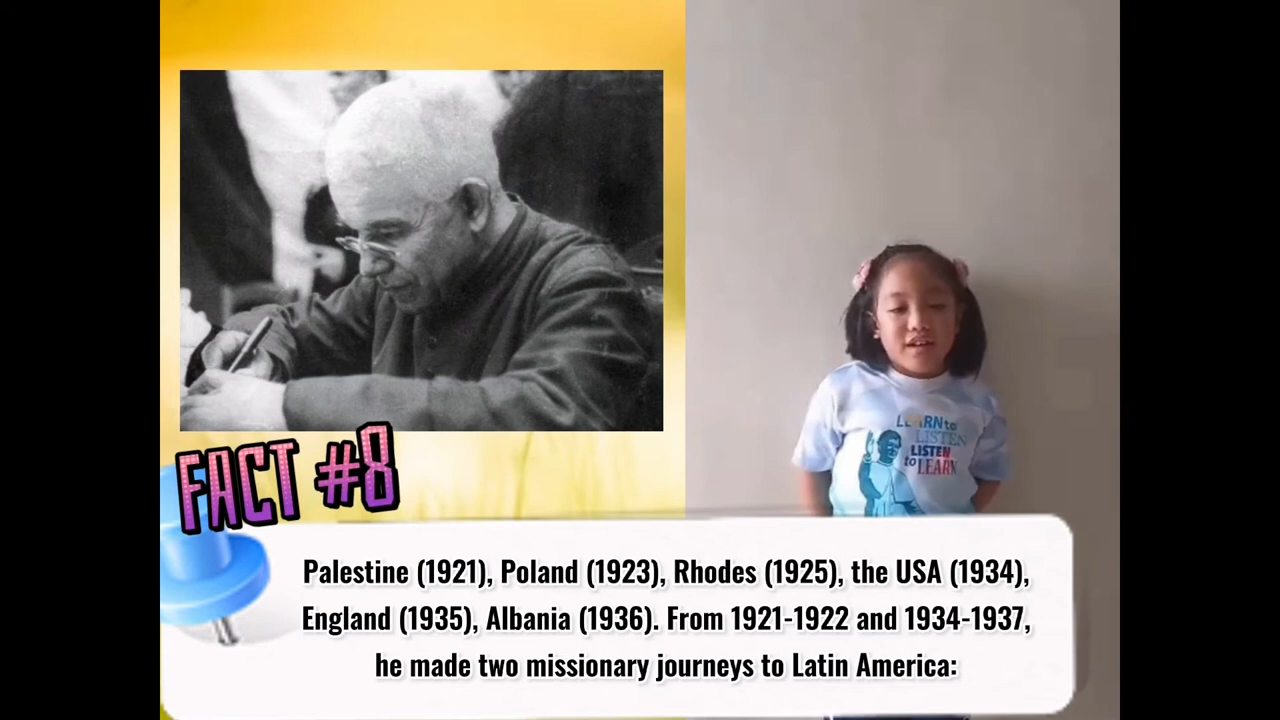 LEARN to
LISTEN
LISTEN
to LEARN
FACT #8
Palestine (1921), Poland (1923), Rhodes (1925), the USA (1934),
England (1935), Albania (1936). From 1921-1922 and 1934-1937,
he made two missionary journeys to Latin America: